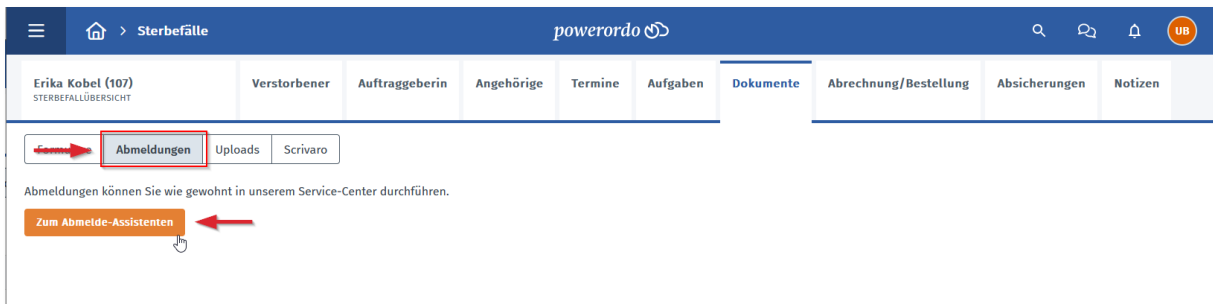 > Sterbefälle
powerordo
UB
Erika Kobel (107)
STERBEFALLÜBERSICHT
Verstorbener
Auftraggeberin
Angehörige
Termine
Aufgaben
Dokumente
Abrechnung/Bestellung
Absicherungen
Notizen
Abmeldungen
Uploads
Scrivaro
Abmeldungen können Sie wie gewohnt in unserem Service-Center durchführen.
Zum Abmelde-Assistenten